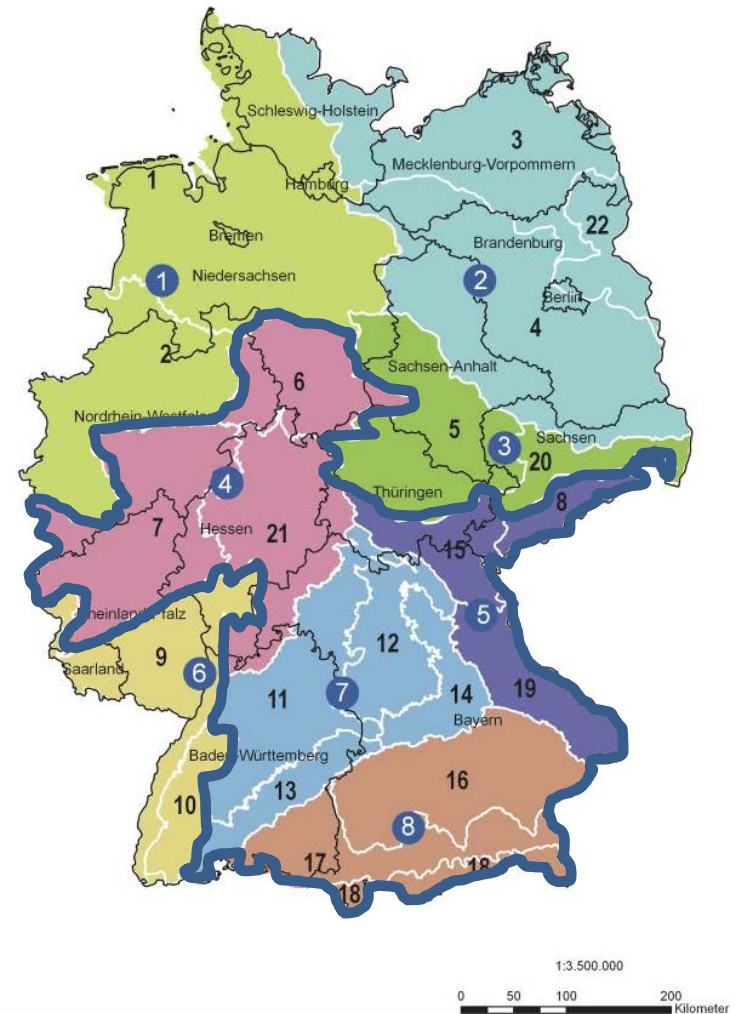 Schleswig-Holstein
3
Mecklenburg-Vorpommern
1
Hamburg
22
Bremen
Brandenburg
1
Niedersachsen
2
Berlin
4
2
Sachsen-Anhalt
6
Nordrhein-Westfale
5
3
Sachsen
20
4
Thüringen
8
7
Hessen
21
15
5
Rheinland-Pfalz
12
9
Saarland
6
11
7
14
19
Bayern
Baden-Württemberg
16
13
10
8
17
18
18
1:3.500.000
0 50 100 200
Kilometer